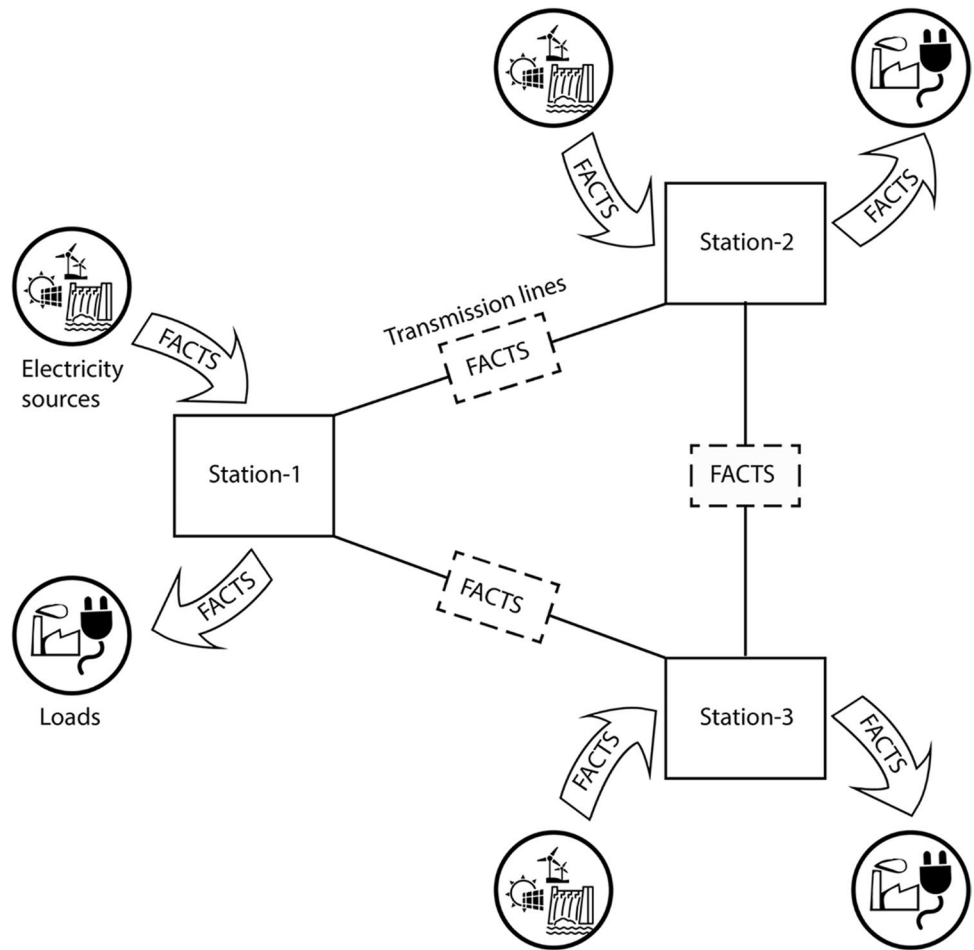 FACTS
FACTS
Station-2
Transmission lines
FACTS
FACTS
Electricity
sources
Station-1
FACTS
FACTS
FACTS
Loads
Station-3
FACTS
FACTS